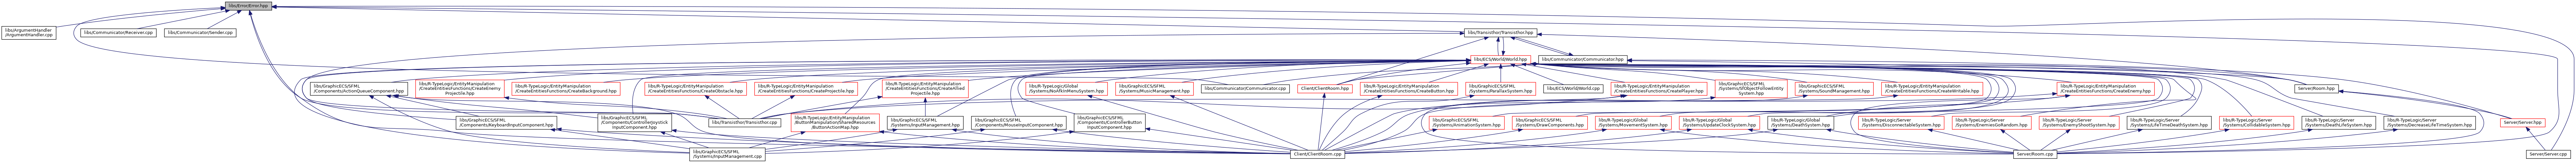 libs/ErrorError.hpp
libs/ArgumentHandler
/ArgumentHandler.cpp
libs/Communicator/Receiver.cpp
libs/Communicator/Sender.cpp
libs/Transisthor/Transisthor.hpp
libs/ECS/World/World.hpp
libs/Communicator/Communicator.hpp
libs/GraphicECS/SFML
/Components/ActionQueueComponent.hpp
libs/R-TypeLogic/EntityManipulation
/CreateEntitiesFunctions/CreateEnemy
Projectile.hpp
libs/R-TypeLogic/EntityManipulation
/CreateEntitiesFunctions/CreateBackground.hpp
libs/R-TypeLogic/EntityManipulation
/CreateEntitiesFunctions/CreateObstacle.hpp
libs/R-TypeLogic/EntityManipulation
/CreateEntitiesFunctions/CreateProjectile.hpp
libs/R-TypeLogic/EntityManipulation
/CreateEntitiesFunctions/CreateAllied
Projectile.hpp
libs/R-TypeLogic/Global
/Systems/NonFixInMenuSystem.hpp
libs/GraphicECS/SFML
/Systems/MusicManagement.hpp
libs/Communicator/Communicator.cpp
Client/ClientRoom.hpp
libs/R-TypeLogic/EntityManipulation
/CreateEntitiesFunctions/CreateButton.hpp
libs/GraphicECS/SFML
/Systems/ParallaxSystem.hpp
libs/ECS/World/World.cpp
libs/R-TypeLogic/EntityManipulation
/CreateEntitiesFunctions/CreatePlayer.hpp
libs/GraphicECS/SFML
/Systems/SfObjectFollowEntity
System.hpp
libs/GraphicECS/SFML
/Systems/SoundManagement.hpp
libs/R-TypeLogic/EntityManipulation
/CreateEntitiesFunctions/CreateWritable.hpp
libs/R-TypeLogic/EntityManipulation
/CreateEntitiesFunctions/CreateEnemy.hpp
Server/Room.hpp
libs/GraphicECS/SFML
/Components/KeyboardInputComponent.hpp
libs/GraphicECS/SFML
/Components/ControllerJoystick
InputComponent.hpp
libs/Transisthor/Transisthor.cpp
libs/R-TypeLogic/EntityManipulation
/ButtonManipulation/SharedResources
/ButtonActionMap.hpp
libs/GraphicECS/SFML
/Systems/InputManagement.hpp
libs/GraphicECS/SFML
/Components/MouseInputComponent.hpp
libs/GraphicECS/SFML
/Components/ControllerButton
InputComponent.hpp
libs/GraphicECS/SFML
/Systems/AnimationSystem.hpp
libs/GraphicECS/SFML
/Systems/DrawComponents.hpp
libs/R-TypeLogic/Global
/Systems/MovementSystem.hpp
libs/R-TypeLogic/Global
/Systems/UpdateClockSystem.hpp
libs/R-TypeLogic/Global
/Systems/DeathSystem.hpp
libs/R-TypeLogic/Server
/Systems/DisconnectableSystem.hpp
libs/R-TypeLogic/Server
/Systems/EnemiesGoRandom.hpp
libs/R-TypeLogic/Server
/Systems/EnemyShootSystem.hpp
libs/R-TypeLogic/Server
/Systems/LifeTimeDeathSystem.hpp
libs/R-TypeLogic/Server
/Systems/CollidableSystem.hpp
libs/R-TypeLogic/Server
/Systems/DeathLifeSystem.hpp
libs/R-TypeLogic/Server
/Systems/DecreaseLifeTimeSystem.hpp
Server/Server.hpp
libs/GraphicECS/SFML
/Systems/InputManagement.cpp
Client/ClientRoom.cpp
Server/Room.cpp
Server/Server.cpp